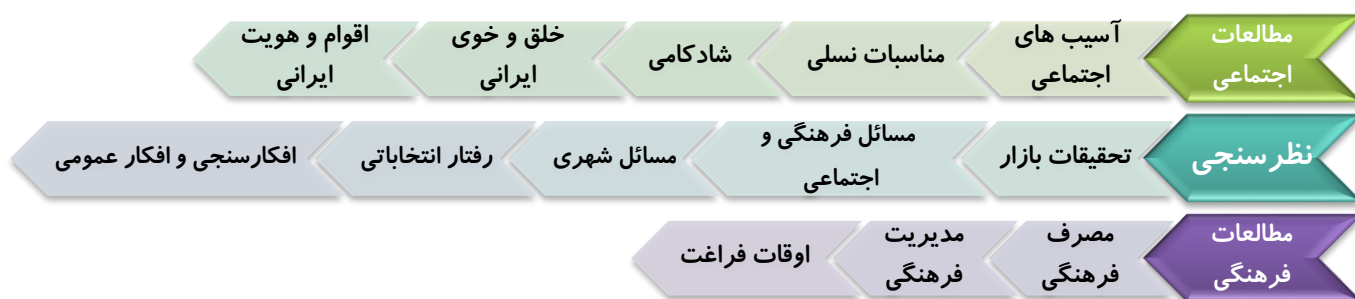 مطالعات
اجتماعی
آسیب های
اجتماعی
مناسبات نسلی
شادکامی
خلق و خوی
ایرانی
اقوام و هویت
ایرانی
نظرسنجی
تحقیقات بازار
مسائل فرهنگی و
اجتماعی
مسائل شهری
رفتار انتخاباتی
افکارسنجی و افکار عمومی
مطالعات
فرهنگی
مصرف
فرهنگی
مدیریت
فرهنگی
اوقات فراغت